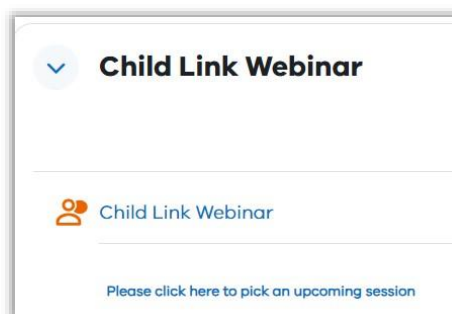 Child Link Webinar
Child Link Webinar
Please click here to pick an upcoming session